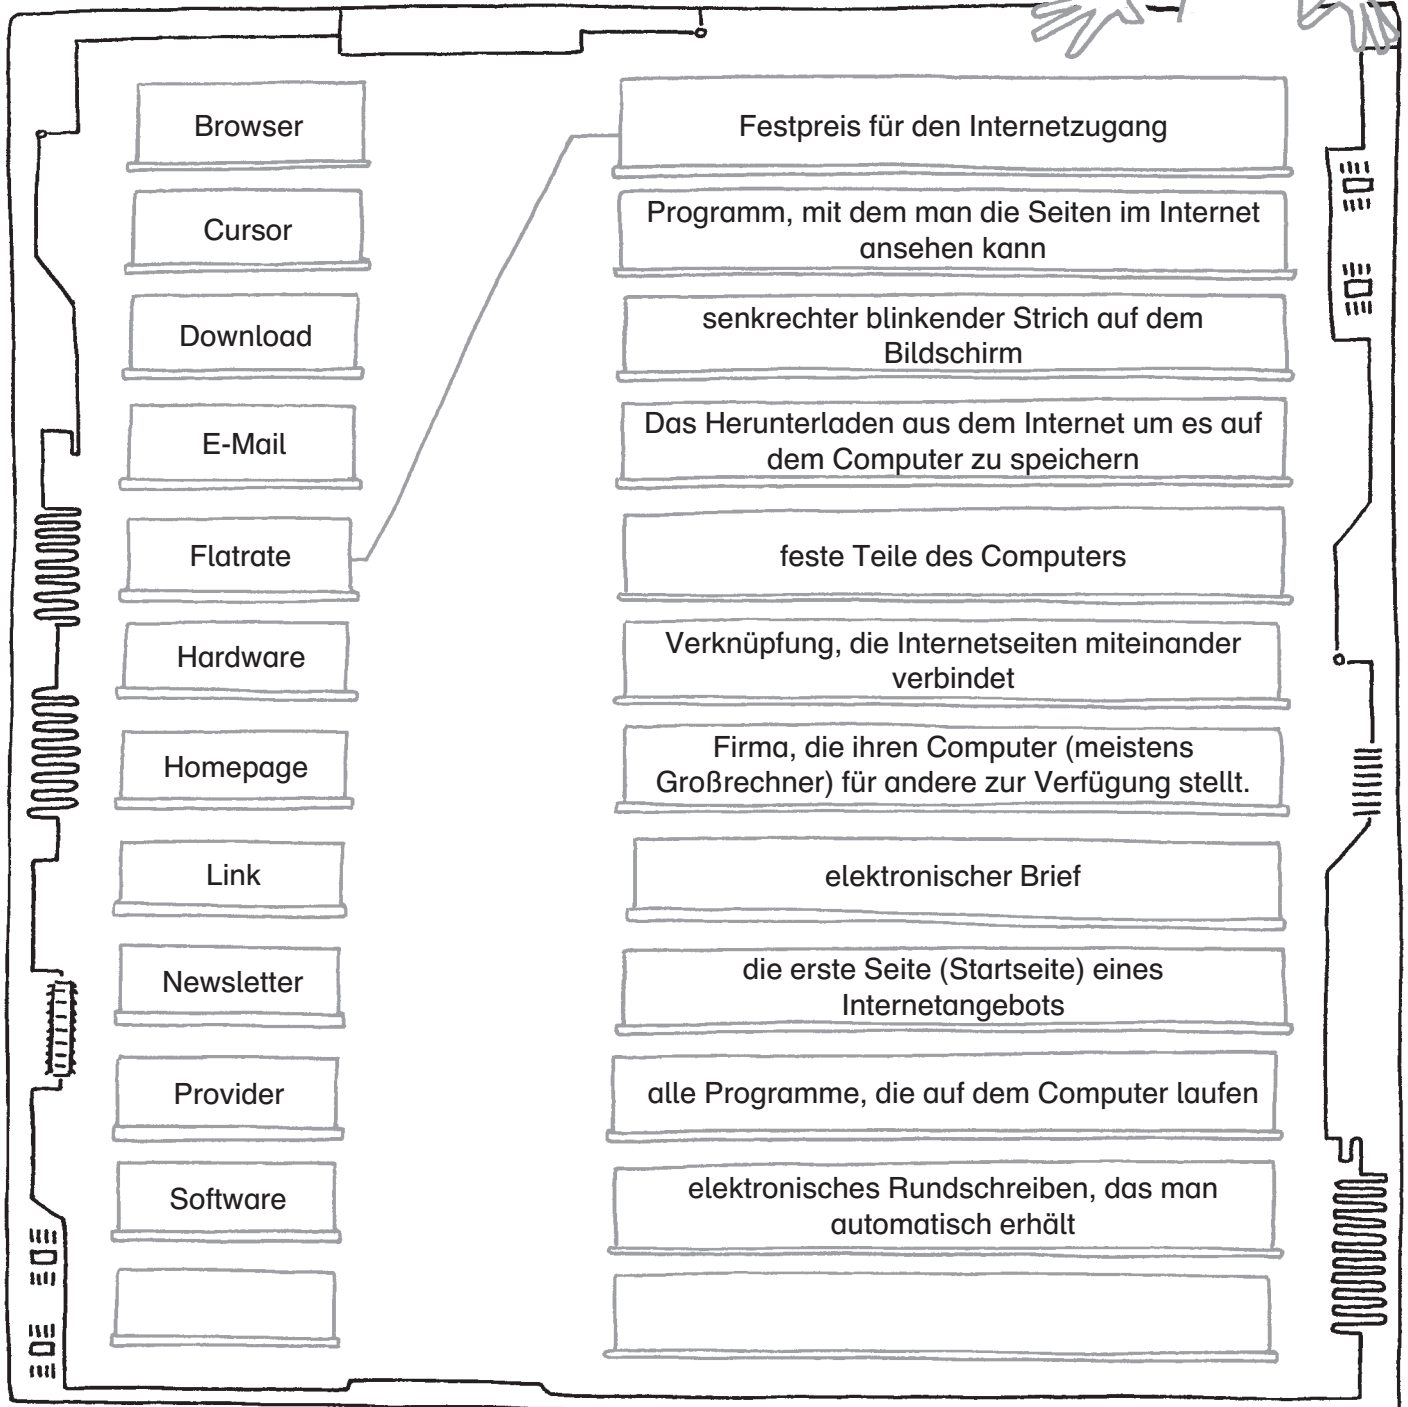 Browser
Cursor
Download
E-Mail
Flatrate
Hardware
Homepage
Link
Newsletter
Provider
Software
Festpreis für den Internetzugang
Programm, mit dem man die Seiten im Internet
ansehen kann
senkrechter blinkender Strich auf dem
Bildschirm
Das Herunterladen aus dem Internet um es auf
dem Computer zu speichern
feste Teile des Computers
Verknüpfung, die Internetseiten miteinander
verbindet
Firma, die ihren Computer (meistens
Großrechner) für andere zur Verfügung stellt.
elektronischer Brief
die erste Seite (Startseite) eines
Internetangebots
alle Programme, die auf dem Computer laufen
elektronisches Rundschreiben, das man
automatisch erhält